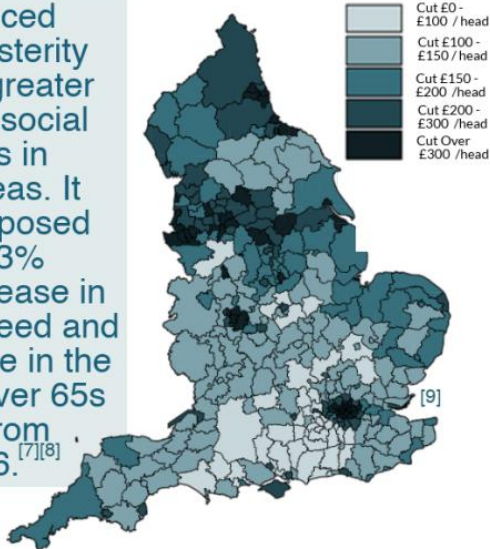 ced
sterity
greater
social
s in
eas. It
posed
3%
ease in
eed and
e in the
ver 65s
rom
6.[7][8]
Cut £0 -
£100 / head
Cut £100 -
£150 / head
Cut £150 -
£200 /head
Cut £200 -
£300 /head
Cut Over
£300 /head
[9]